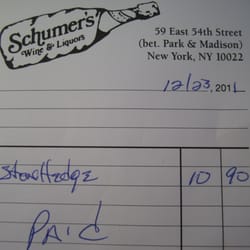 Schumer's
Wine & Liquors
59 East 54th Street
(bet. Park & Madison)
New York, NY 10022
12/23, 2011
StoneHedge 10 90
PAID